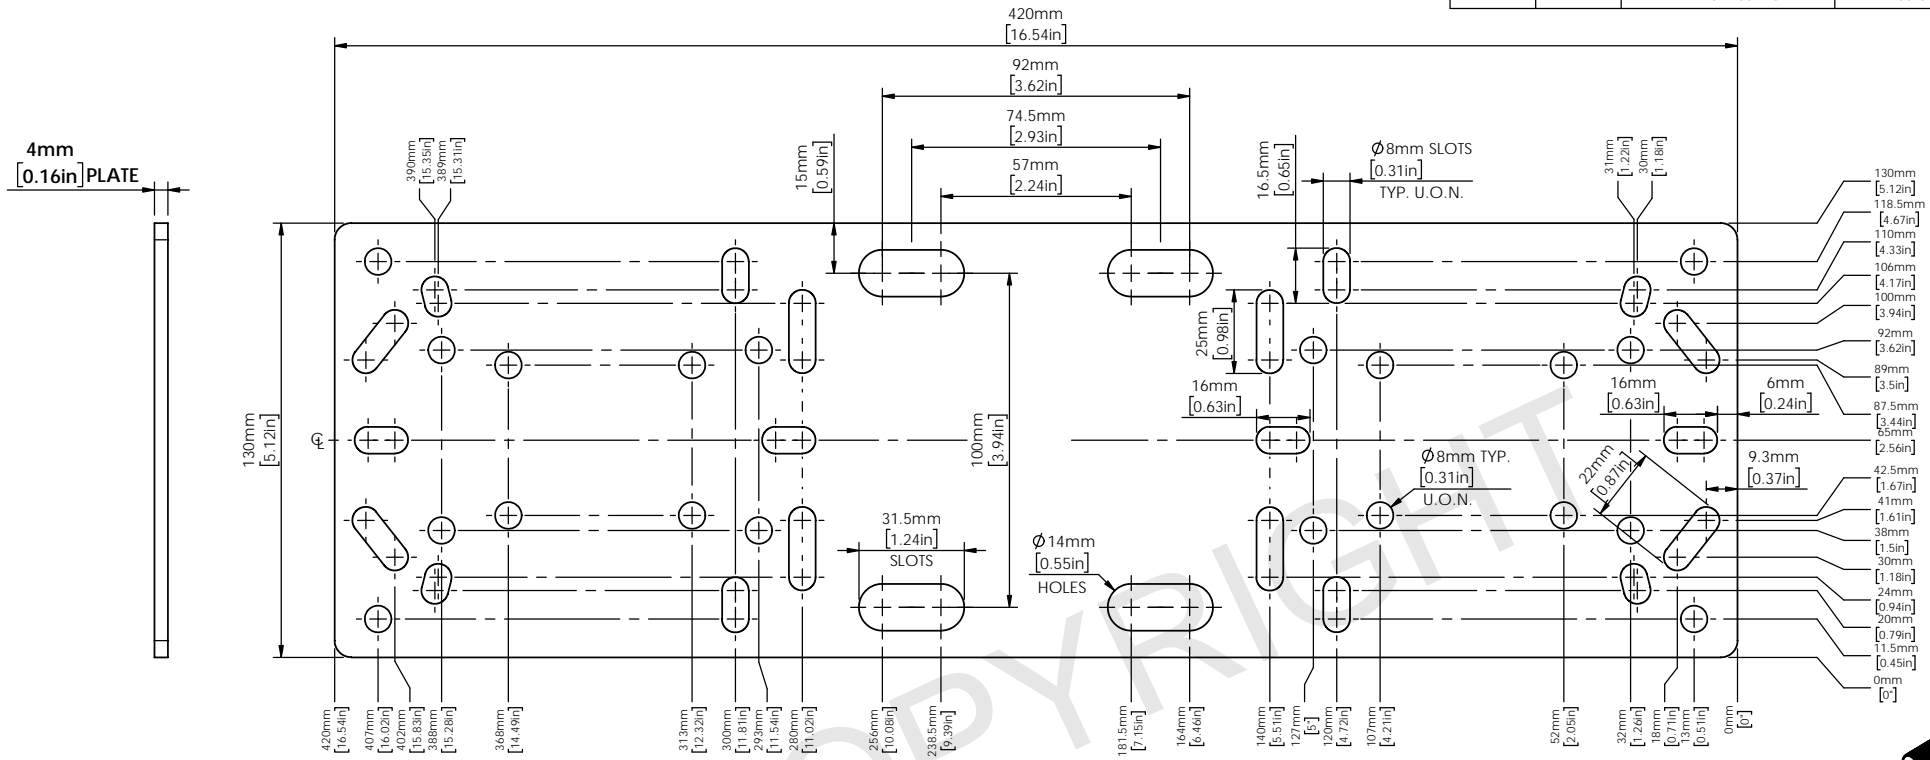 420mm
[16.54in]
92mm
[3.62in]
74.5mm
[2.93in]
57mm
[2.24in]
4mm
[0.16in] PLATE
390mm
[15.35in]
389mm
[15.31in]
15mm
[0.59in]
16.5mm
[0.65in]
Ø8mm SLOTS
[0.31in]
TYP. U.O.N.
31mm
[1.22in]
30mm
[1.18in]
130mm
[5.12in]
118.5mm
[4.67in]
110mm
[4.33in]
106mm
[4.17in]
100mm
[3.94in]
92mm
[3.62in]
89mm
[3.5in]
87.5mm
[3.44in]
65mm
[2.56in]
42.5mm
[1.67in]
41mm
[1.61in]
38mm
[1.5in]
30mm
[1.18in]
24mm
[0.94in]
20mm
[0.79in]
11.5mm
[0.45in]
0mm
[0"]
25mm
[0.98in]
16mm
[0.63in]
16mm
[0.63in]
6mm
[0.24in]
130mm
[5.12in]
CL
100mm
[3.94in]
Ø8mm TYP.
[0.31in]
U.O.N.
22mm
[0.87in]
9.3mm
[0.37in]
31.5mm
[1.24in]
SLOTS
Ø14mm
[0.55in]
HOLES
420mm
[16.54in]
407mm
[16.02in]
402mm
[15.83in]
388mm
[15.28in]
368mm
[14.49in]
313mm
[12.32in]
300mm
[11.81in]
293mm
[11.54in]
280mm
[11.02in]
256mm
[10.08in]
238.5mm
[9.39in]
181.5mm
[7.15in]
164mm
[6.46in]
140mm
[5.51in]
127mm
[5"]
120mm
[4.72in]
107mm
[4.21in]
52mm
[2.05in]
32mm
[1.26in]
18mm
[0.71in]
13mm
[0.51in]
0mm
[0"]
OPYRIGHT